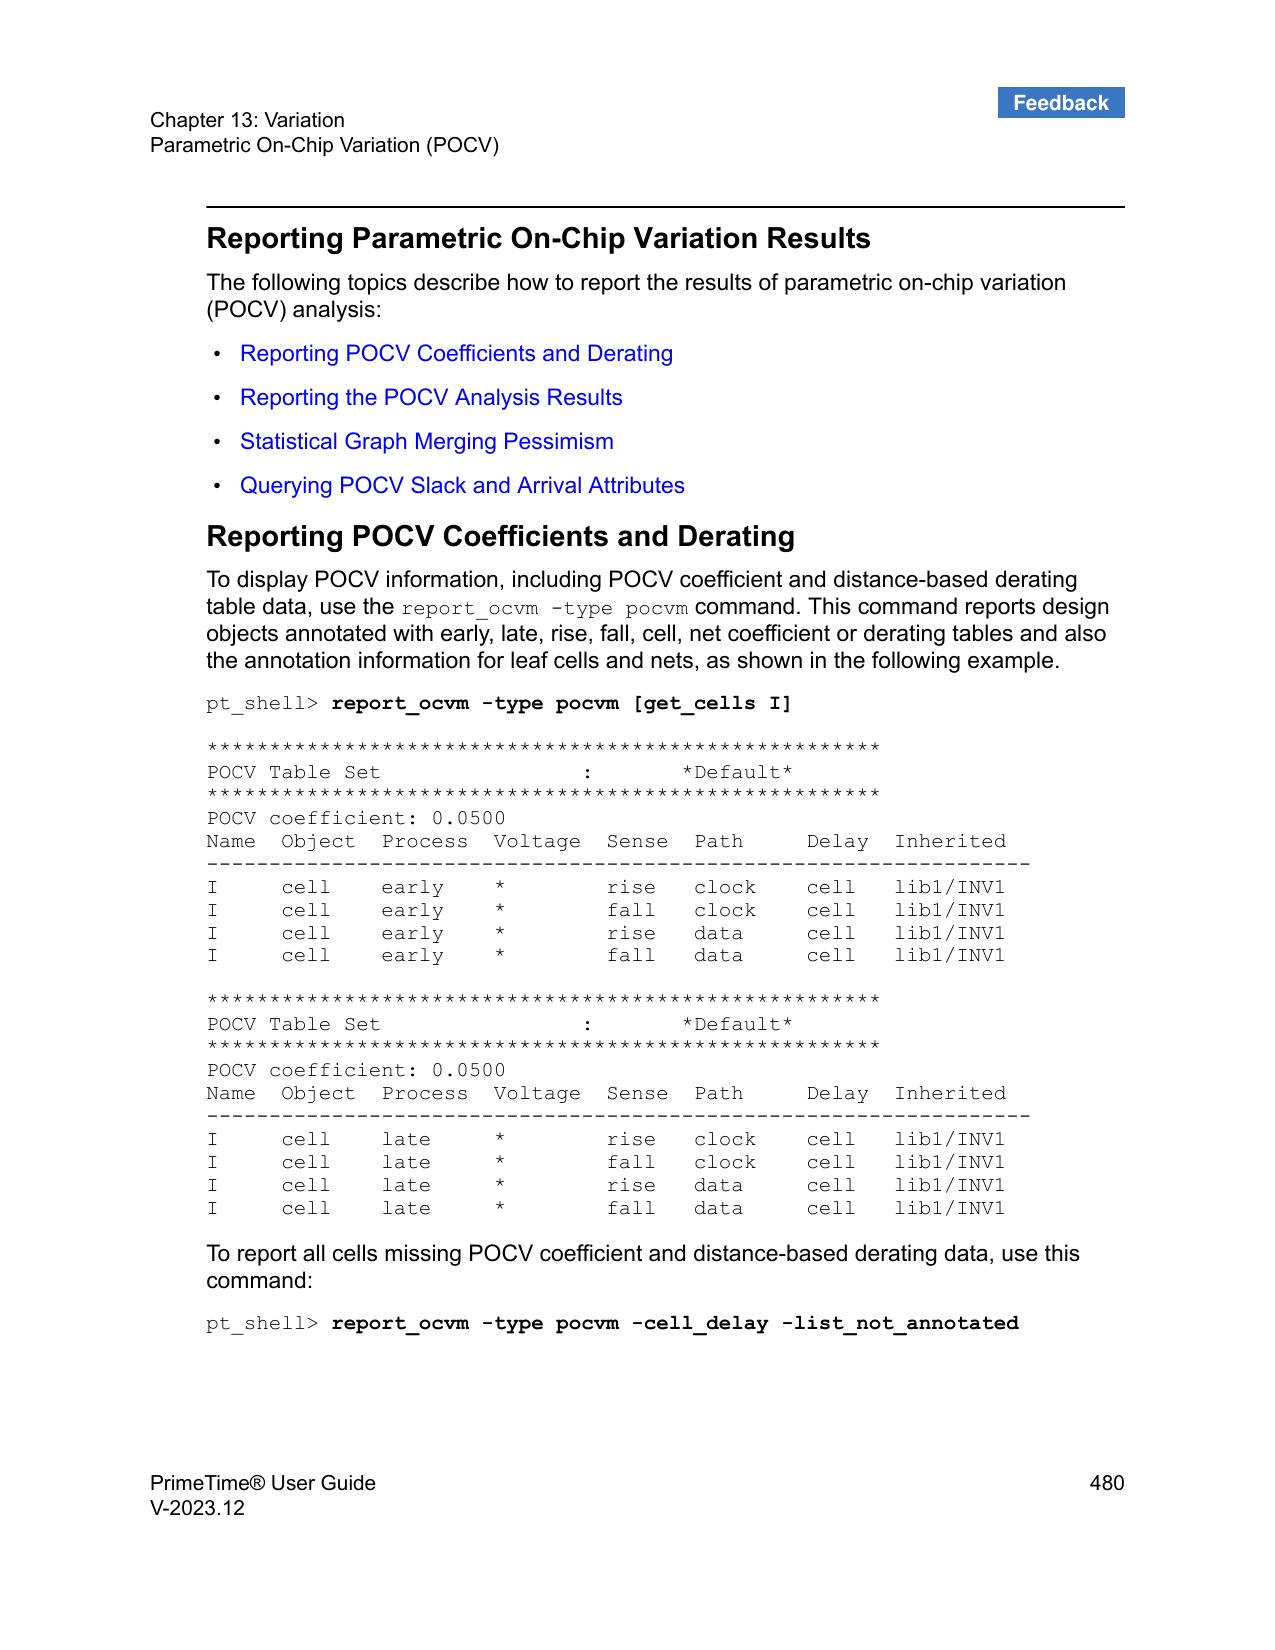 Feedback
Chapter 13: Variation
Parametric On-Chip Variation (POCV)
Reporting Parametric On-Chip Variation Results
The following topics describe how to report the results of parametric on-chip variation
(POCV) analysis:
• Reporting POCV Coefficients and Derating
• Reporting the POCV Analysis Results
• Statistical Graph Merging Pessimism
• Querying POCV Slack and Arrival Attributes
Reporting POCV Coefficients and Derating
To display POCV information, including POCV coefficient and distance-based derating
table data, use the report_ocvm -type pocvm command. This command reports design
objects annotated with early, late, rise, fall, cell, net coefficient or derating tables and also
the annotation information for leaf cells and nets, as shown in the following example.
pt_shell> report_ocvm -type pocvm [get_cells I]
******************************************************
POCV Table Set                :       *Default*
******************************************************
POCV coefficient: 0.0500
Name  Object  Process  Voltage  Sense  Path     Delay  Inherited
------------------------------------------------------------------
I     cell    early    *        rise   clock    cell   lib1/INV1
I     cell    early    *        fall   clock    cell   lib1/INV1
I     cell    early    *        rise   data     cell   lib1/INV1
I     cell    early    *        fall   data     cell   lib1/INV1
******************************************************
POCV Table Set                :       *Default*
******************************************************
POCV coefficient: 0.0500
Name  Object  Process  Voltage  Sense  Path     Delay  Inherited
------------------------------------------------------------------
I     cell    late     *        rise   clock    cell   lib1/INV1
I     cell    late     *        fall   clock    cell   lib1/INV1
I     cell    late     *        rise   data     cell   lib1/INV1
I     cell    late     *        fall   data     cell   lib1/INV1
To report all cells missing POCV coefficient and distance-based derating data, use this
command:
pt_shell> report_ocvm -type pocvm -cell_delay -list_not_annotated
PrimeTime® User Guide
480
V-2023.12